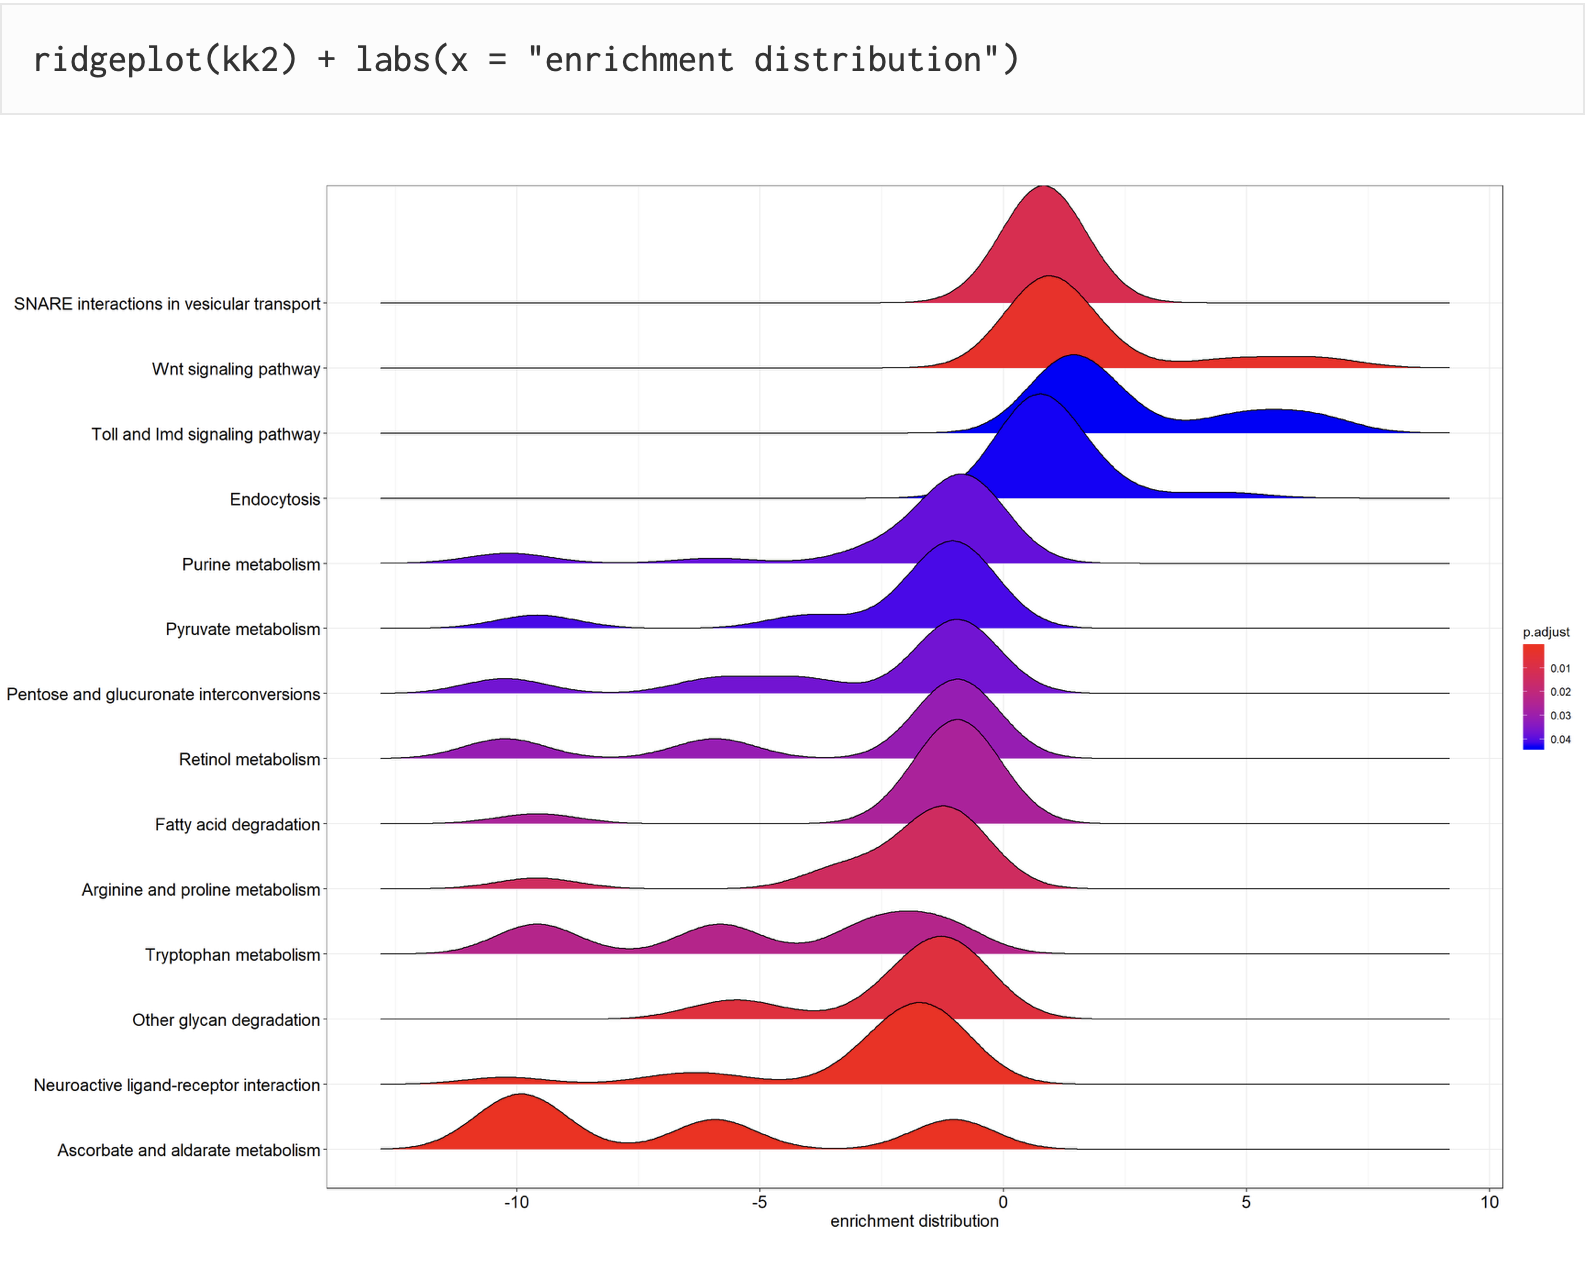 ridgeplot(kk2) + labs(x = "enrichment distribution")
SNARE interactions in vesicular transport
Wnt signaling pathway
Toll and Imd signaling pathway
Endocytosis
Purine metabolism
Pyruvate metabolism
Pentose and glucuronate interconversions
Retinol metabolism
Fatty acid degradation
Arginine and proline metabolism
Tryptophan metabolism
Other glycan degradation
Neuroactive ligand-receptor interaction
Ascorbate and aldarate metabolism
-10 -5 0 5 10
enrichment distribution
p.adjust
0.01
0.02
0.03
0.04